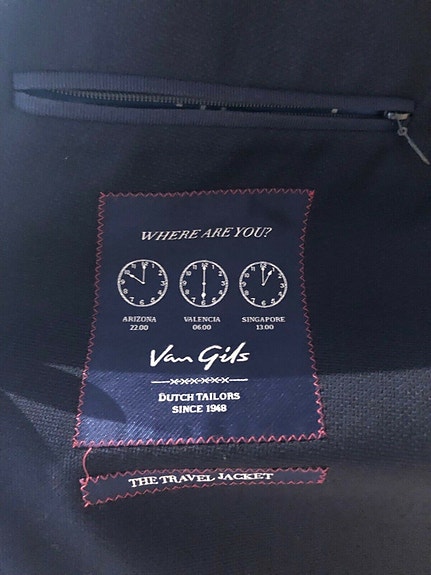 WHERE ARE YOU?
ARIZONA VALENCIA SINGAPORE
22.00 06.00 13.00
Van Gils
DUTCH TAILORS
SINCE 1948
THE TRAVEL JACKET